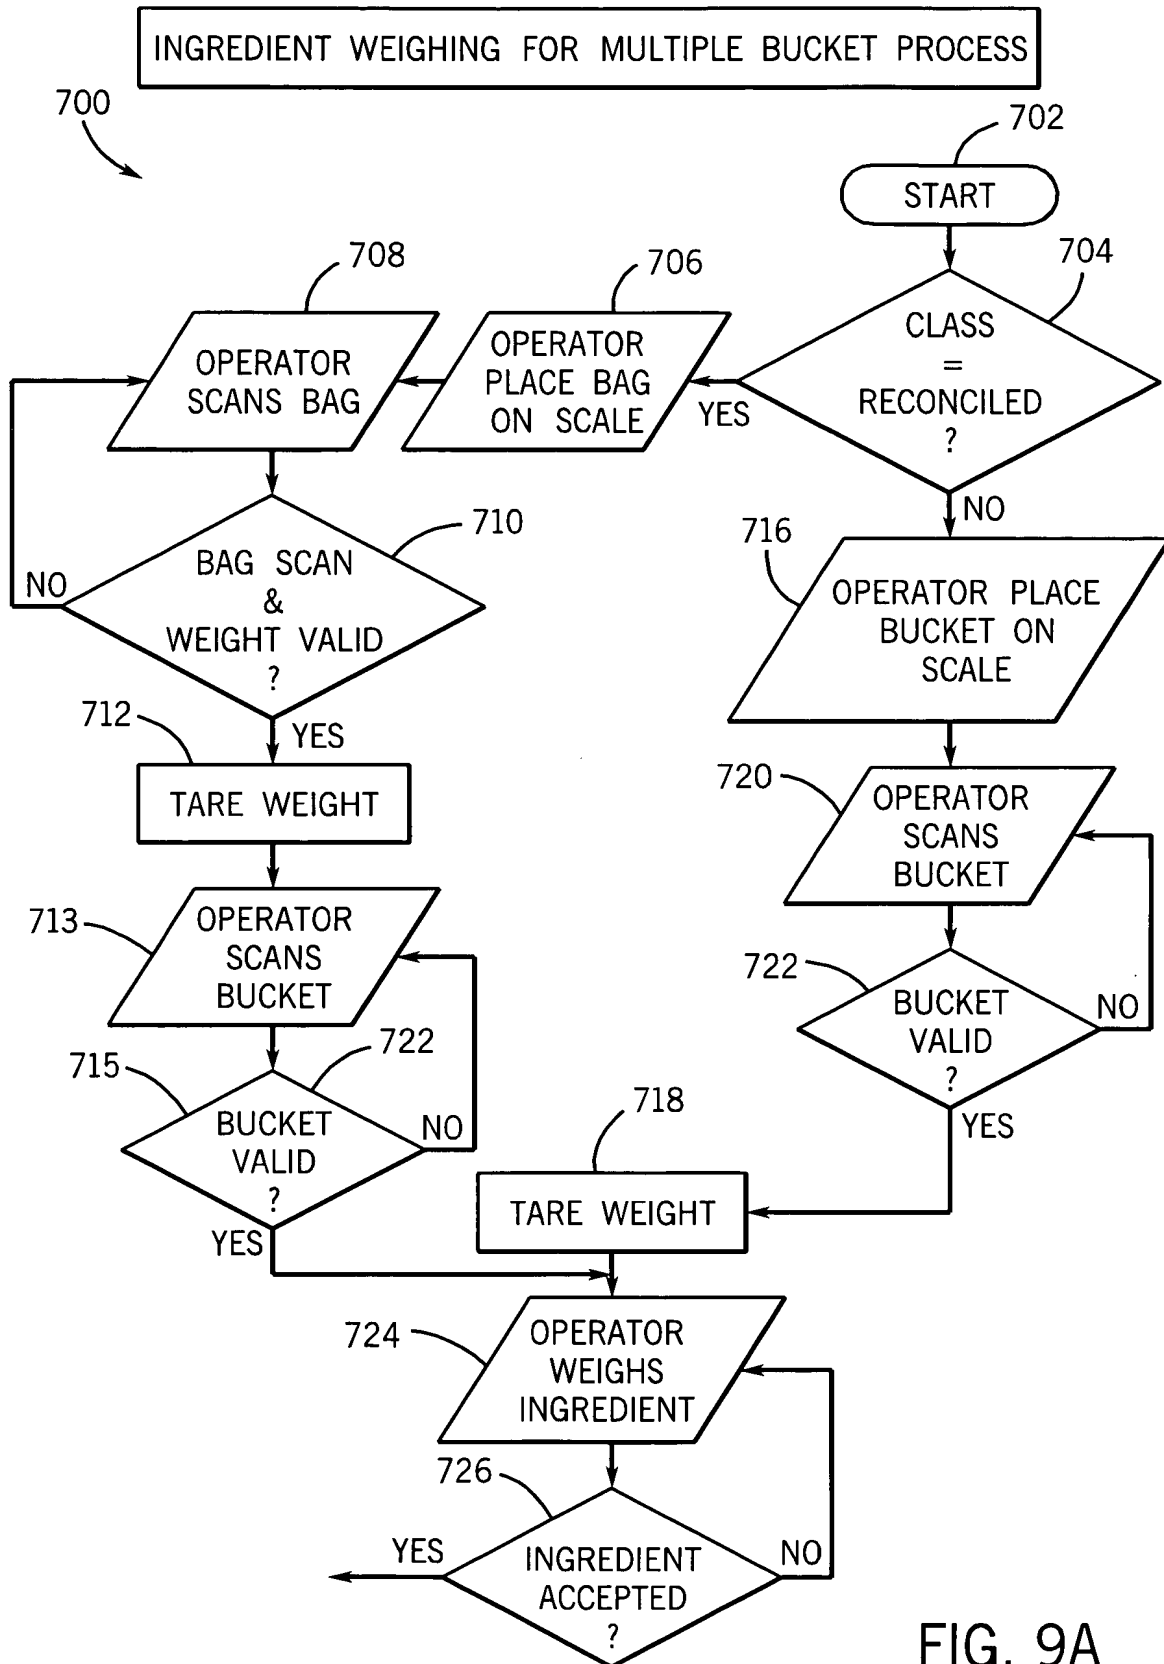 INGREDIENT WEIGHING FOR MULTIPLE BUCKET PROCESS
700
702
START
704
CLASS
=
RECONCILED
?
YES
NO
706
OPERATOR
PLACE BAG
ON SCALE
708
OPERATOR
SCANS BAG
710
BAG SCAN
&
WEIGHT VALID
?
NO
YES
712
TARE WEIGHT
713
OPERATOR
SCANS
BUCKET
715
722
BUCKET
VALID
?
NO
YES
716
OPERATOR PLACE
BUCKET ON
SCALE
720
OPERATOR
SCANS
BUCKET
722
BUCKET
VALID
?
NO
YES
718
TARE WEIGHT
724
OPERATOR
WEIGHS
INGREDIENT
726
INGREDIENT
ACCEPTED
?
YES
NO
FIG. 9A